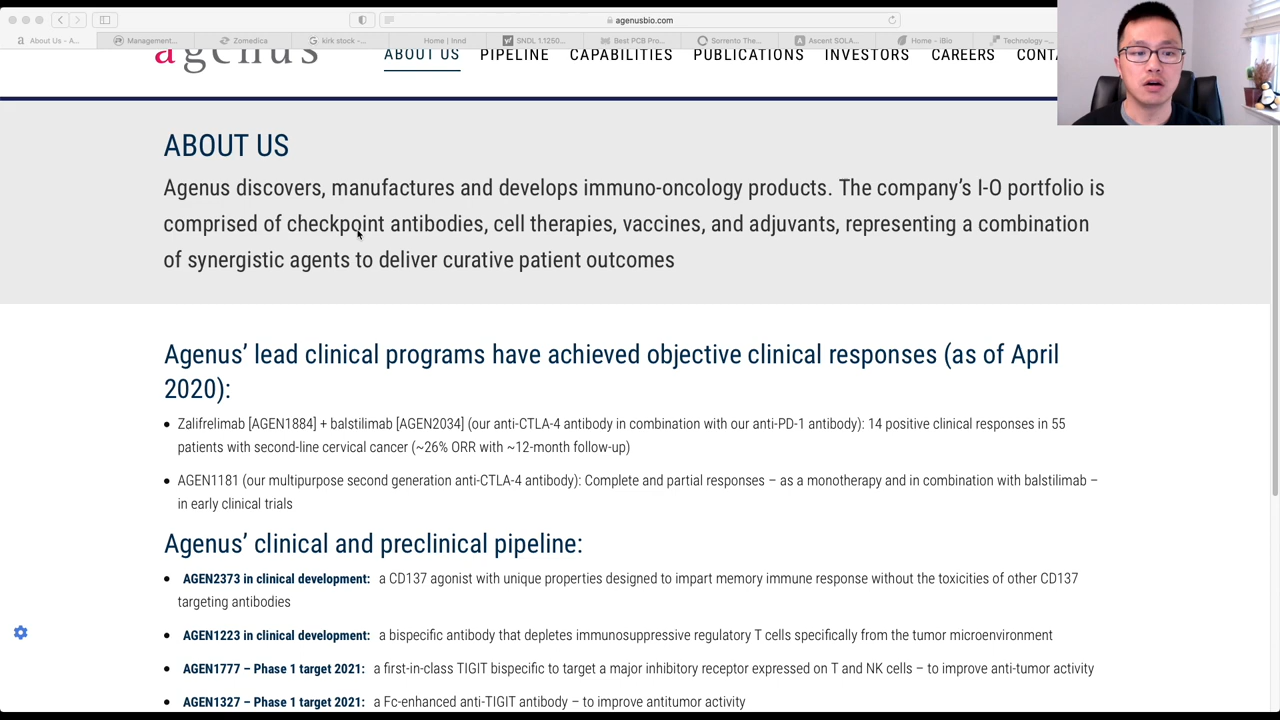 agenusbio.com
About Us - A...
Management...
Zomedica
kirk stock -...
Home | Innd
SNDL 1.1250...
Best PCB Pro...
Sorrento The...
Ascent SOLA...
Home - iBio
Technology -...
agenus
ABOUT US
PIPELINE
CAPABILITIES
PUBLICATIONS
INVESTORS
CAREERS
ABOUT US
Agenus discovers, manufactures and develops immuno-oncology products. The company's I-O portfolio is
comprised of checkpoint antibodies, cell therapies, vaccines, and adjuvants, representing a combination
of synergistic agents to deliver curative patient outcomes
Agenus' lead clinical programs have achieved objective clinical responses (as of April
2020):
• Zalifrelimab [AGEN1884] + balstilimab [AGEN2034] (our anti-CTLA-4 antibody in combination with our anti-PD-1 antibody): 14 positive clinical responses in 55
patients with second-line cervical cancer (~26% ORR with ~12-month follow-up)
• AGEN1181 (our multipurpose second generation anti-CTLA-4 antibody): Complete and partial responses – as a monotherapy and in combination with balstilimab –
in early clinical trials
Agenus' clinical and preclinical pipeline:
• AGEN2373 in clinical development: a CD137 agonist with unique properties designed to impart memory immune response without the toxicities of other CD137
targeting antibodies
• AGEN1223 in clinical development: a bispecific antibody that depletes immunosuppressive regulatory T cells specifically from the tumor microenvironment
• AGEN1777 – Phase 1 target 2021: a first-in-class TIGIT bispecific to target a major inhibitory receptor expressed on T and NK cells – to improve anti-tumor activity
• AGEN1327 – Phase 1 target 2021: a Fc-enhanced anti-TIGIT antibody – to improve antitumor activity